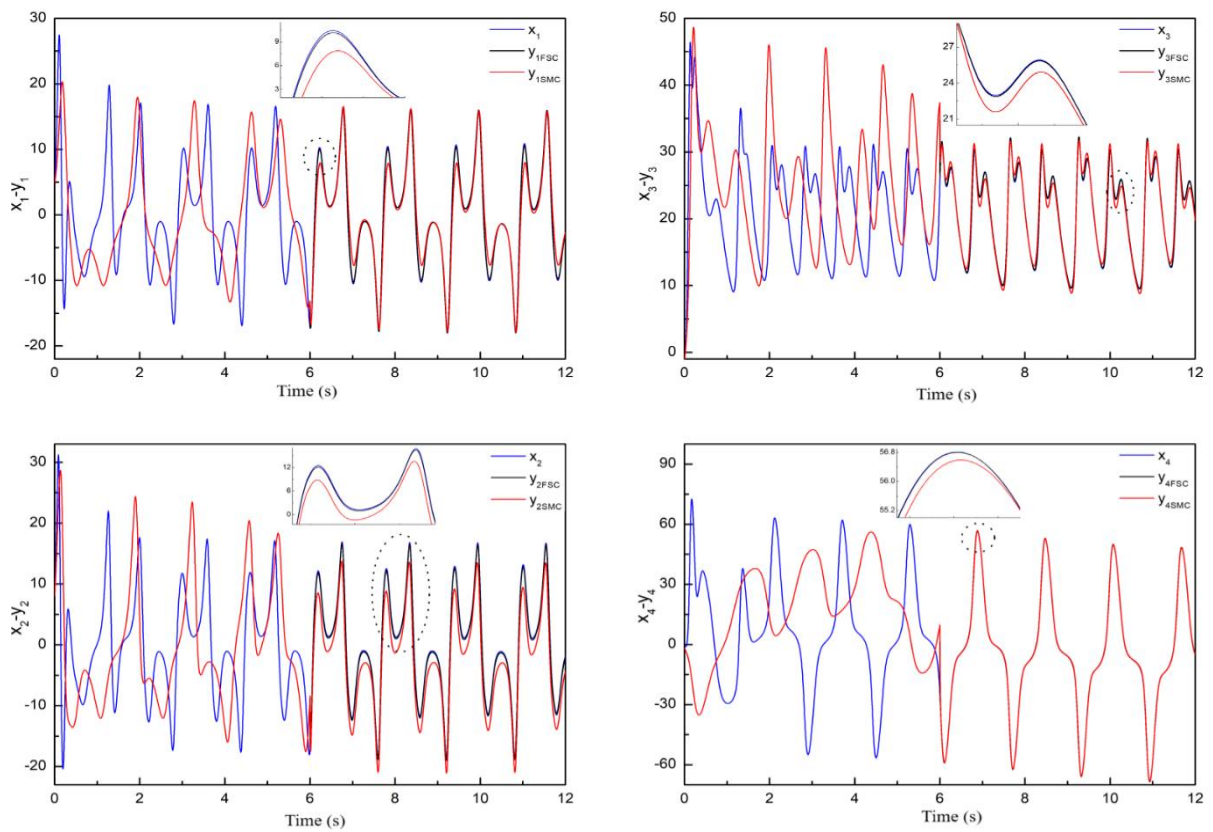 30
20
10
0
-10
-20
x1-y1
0 2 4 6 8 10 12
Time (s)
9
6
3
x1
y1FSC
y1SMC
50
40
30
20
10
0
x3-y3
0 2 4 6 8 10 12
Time (s)
27
24
21
x3
y3FSC
y3SMC
30
20
10
0
-10
-20
x2-y2
0 2 4 6 8 10 12
Time (s)
12
6
0
x2
y2FSC
y2SMC
90
60
30
0
-30
-60
x4-y4
0 2 4 6 8 10 12
Time (s)
56.8
56.0
55.2
x4
y4FSC
y4SMC